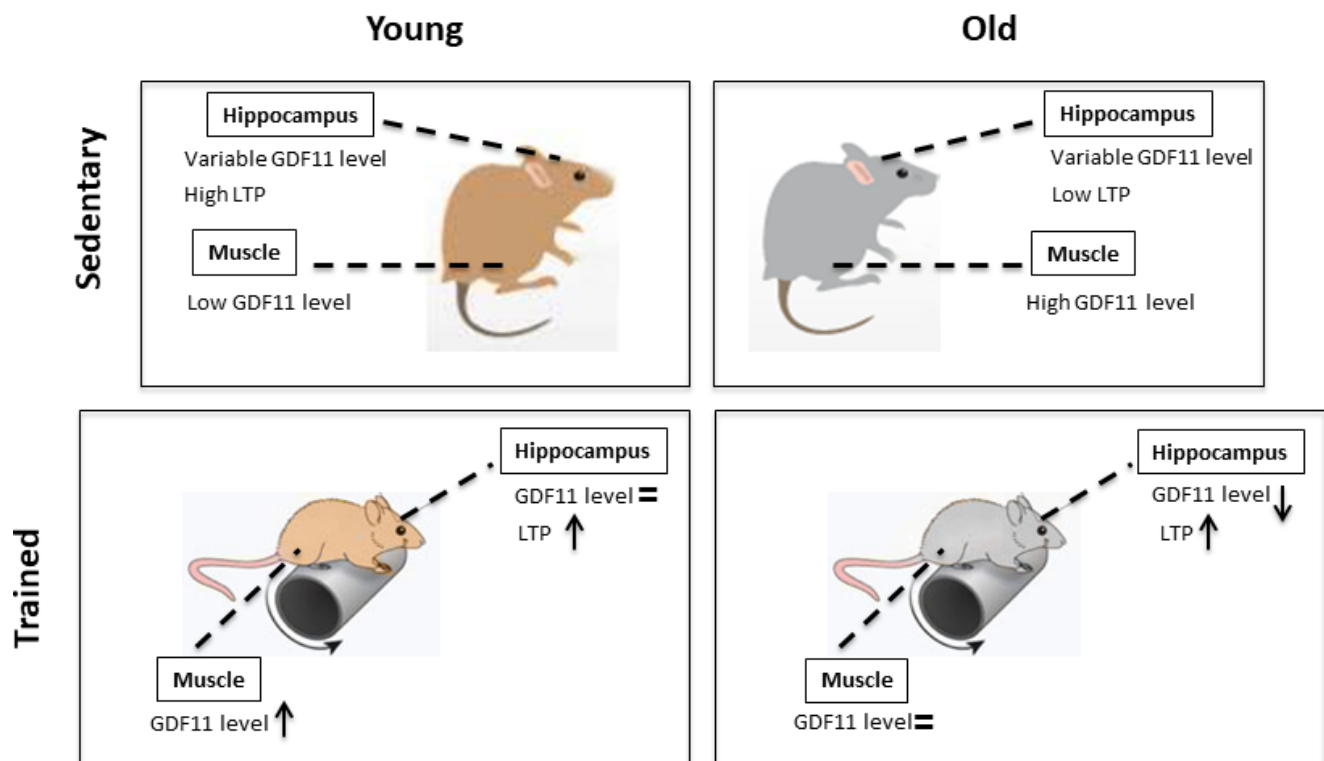 Young
Old
Sedentary
Hippocampus
Variable GDF11 level
High LTP
Muscle
Low GDF11 level
Hippocampus
Variable GDF11 level
Low LTP
Muscle
High GDF11 level
Trained
Hippocampus
GDF11 level =
LTP ↑
Muscle
GDF11 level ↑
Hippocampus
GDF11 level ↓
LTP ↑
Muscle
GDF11 level =